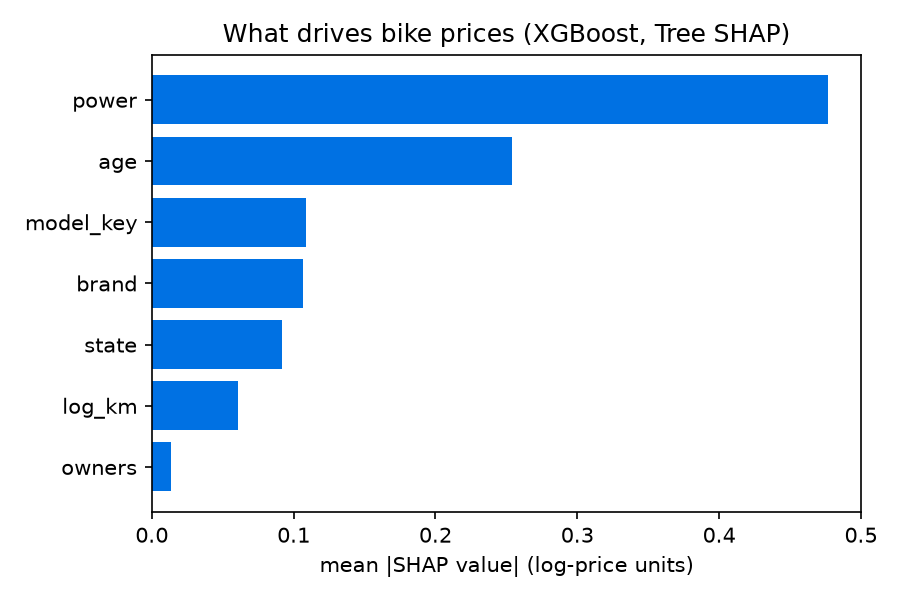 What drives bike prices (XGBoost, Tree SHAP)
power
age
model_key
brand
state
log_km
owners
0.0 0.1 0.2 0.3 0.4 0.5
mean |SHAP value| (log-price units)